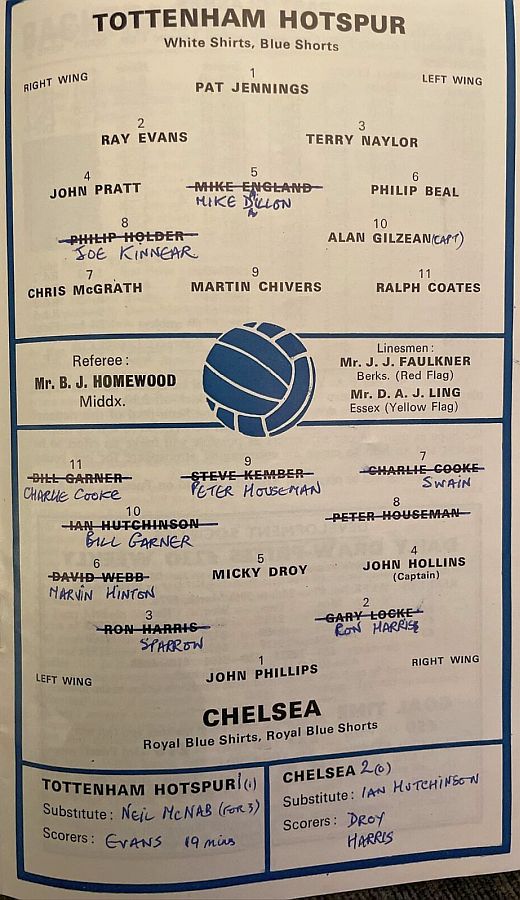 TOTTENHAM HOTSPUR
White Shirts, Blue Shorts
RIGHT WING
LEFT WING
1
PAT JENNINGS
2
RAY EVANS
3
TERRY NAYLOR
4
JOHN PRATT
5
MIKE ENGLAND
MIKE DILLON
6
PHILIP BEAL
8
PHILIP HOLDER
JOE KINNEAR
10
ALAN GILZEAN (CAPT)
7
CHRIS McGRATH
9
MARTIN CHIVERS
11
RALPH COATES
Referee:
Mr. B. J. HOMEWOOD
Middx.
Linesmen:
Mr. J. J. FAULKNER
Berks. (Red Flag)
Mr. D. A. J. LING
Essex (Yellow Flag)
11
BILL GARNER
CHARLIE COOKE
9
STEVE KEMBER
PETER HOUSEMAN
7
CHARLIE COOKE
SWAIN
10
IAN HUTCHINSON
BILL GARNER
8
PETER HOUSEMAN
6
DAVID WEBB
MARVIN HINTON
5
MICKY DROY
4
JOHN HOLLINS
(Captain)
3
RON HARRIS
SPARROW
2
GARY LOCKE
RON HARRIS
LEFT WING
1
JOHN PHILLIPS
RIGHT WING
CHELSEA
Royal Blue Shirts, Royal Blue Shorts
TOTTENHAM HOTSPUR 1 (1)
Substitute: NEIL McNAB (FOR 3)
Scorers: EVANS 19 mins
CHELSEA 2 (0)
Substitute: IAN HUTCHINSON
Scorers: DROY
HARRIS